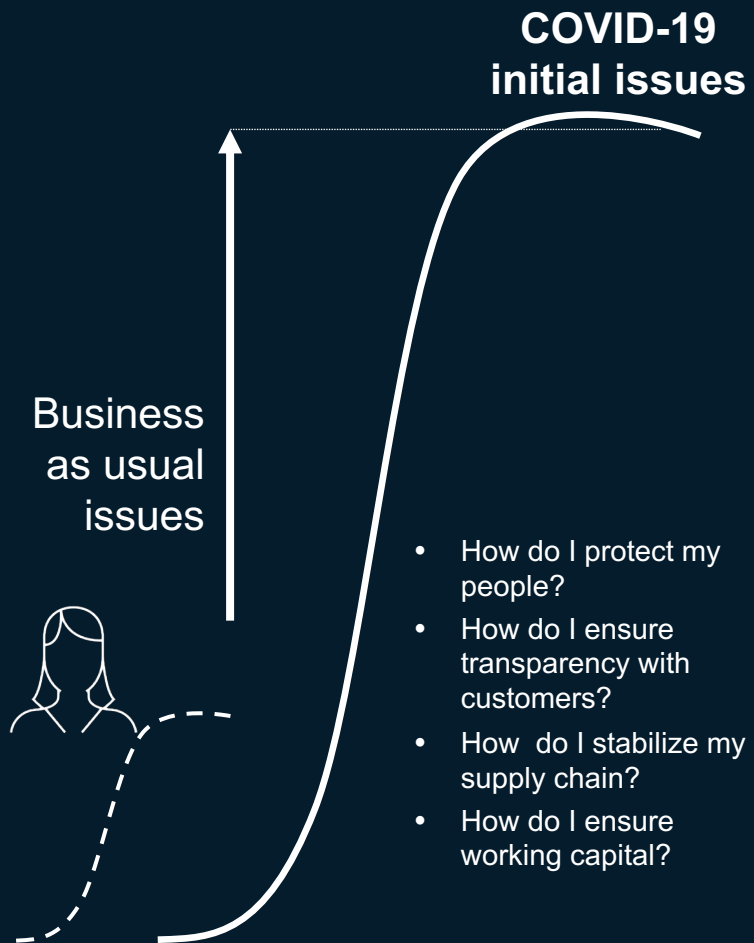 COVID-19
initial issues
Business
as usual
issues
• How do I protect my
people?
• How do I ensure
transparency with
customers?
• How  do I stabilize my
supply chain?
• How do I ensure
working capital?